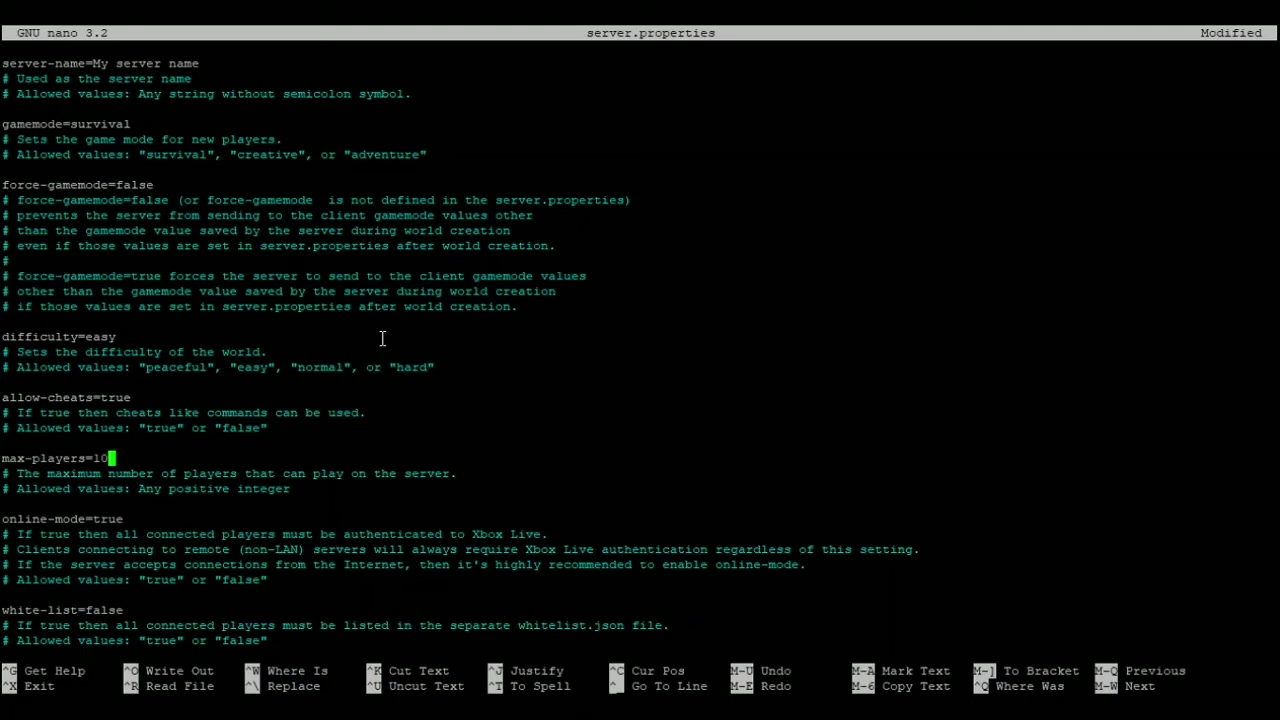 GNU nano 3.2 server.properties Modified
server-name=My server name
# Used as the server name
# Allowed values: Any string without semicolon symbol.
gamemode=survival
# Sets the game mode for new players.
# Allowed values: "survival", "creative", or "adventure"
force-gamemode=false
# force-gamemode=false (or force-gamemode  is not defined in the server.properties)
# prevents the server from sending to the client gamemode values other
# than the gamemode value saved by the server during world creation
# even if those values are set in server.properties after world creation.
#
# force-gamemode=true forces the server to send to the client gamemode values
# other than the gamemode value saved by the server during world creation
# if those values are set in server.properties after world creation.
difficulty=easy
# Sets the difficulty of the world.
# Allowed values: "peaceful", "easy", "normal", or "hard"
allow-cheats=true
# If true then cheats like commands can be used.
# Allowed values: "true" or "false"
max-players=10
# The maximum number of players that can play on the server.
# Allowed values: Any positive integer
online-mode=true
# If true then all connected players must be authenticated to Xbox Live.
# Clients connecting to remote (non-LAN) servers will always require Xbox Live authentication regardless of this setting.
# If the server accepts connections from the Internet, then it's highly recommended to enable online-mode.
# Allowed values: "true" or "false"
white-list=false
# If true then all connected players must be listed in the separate whitelist.json file.
# Allowed values: "true" or "false"
^G Get Help ^O Write Out ^W Where Is ^K Cut Text ^J Justify ^C Cur Pos M-U Undo M-A Mark Text M-] To Bracket M-Q Previous
^X Exit ^R Read File ^\ Replace ^U Uncut Text ^T To Spell ^_ Go To Line M-E Redo M-6 Copy Text ^Q Where Was M-W Next